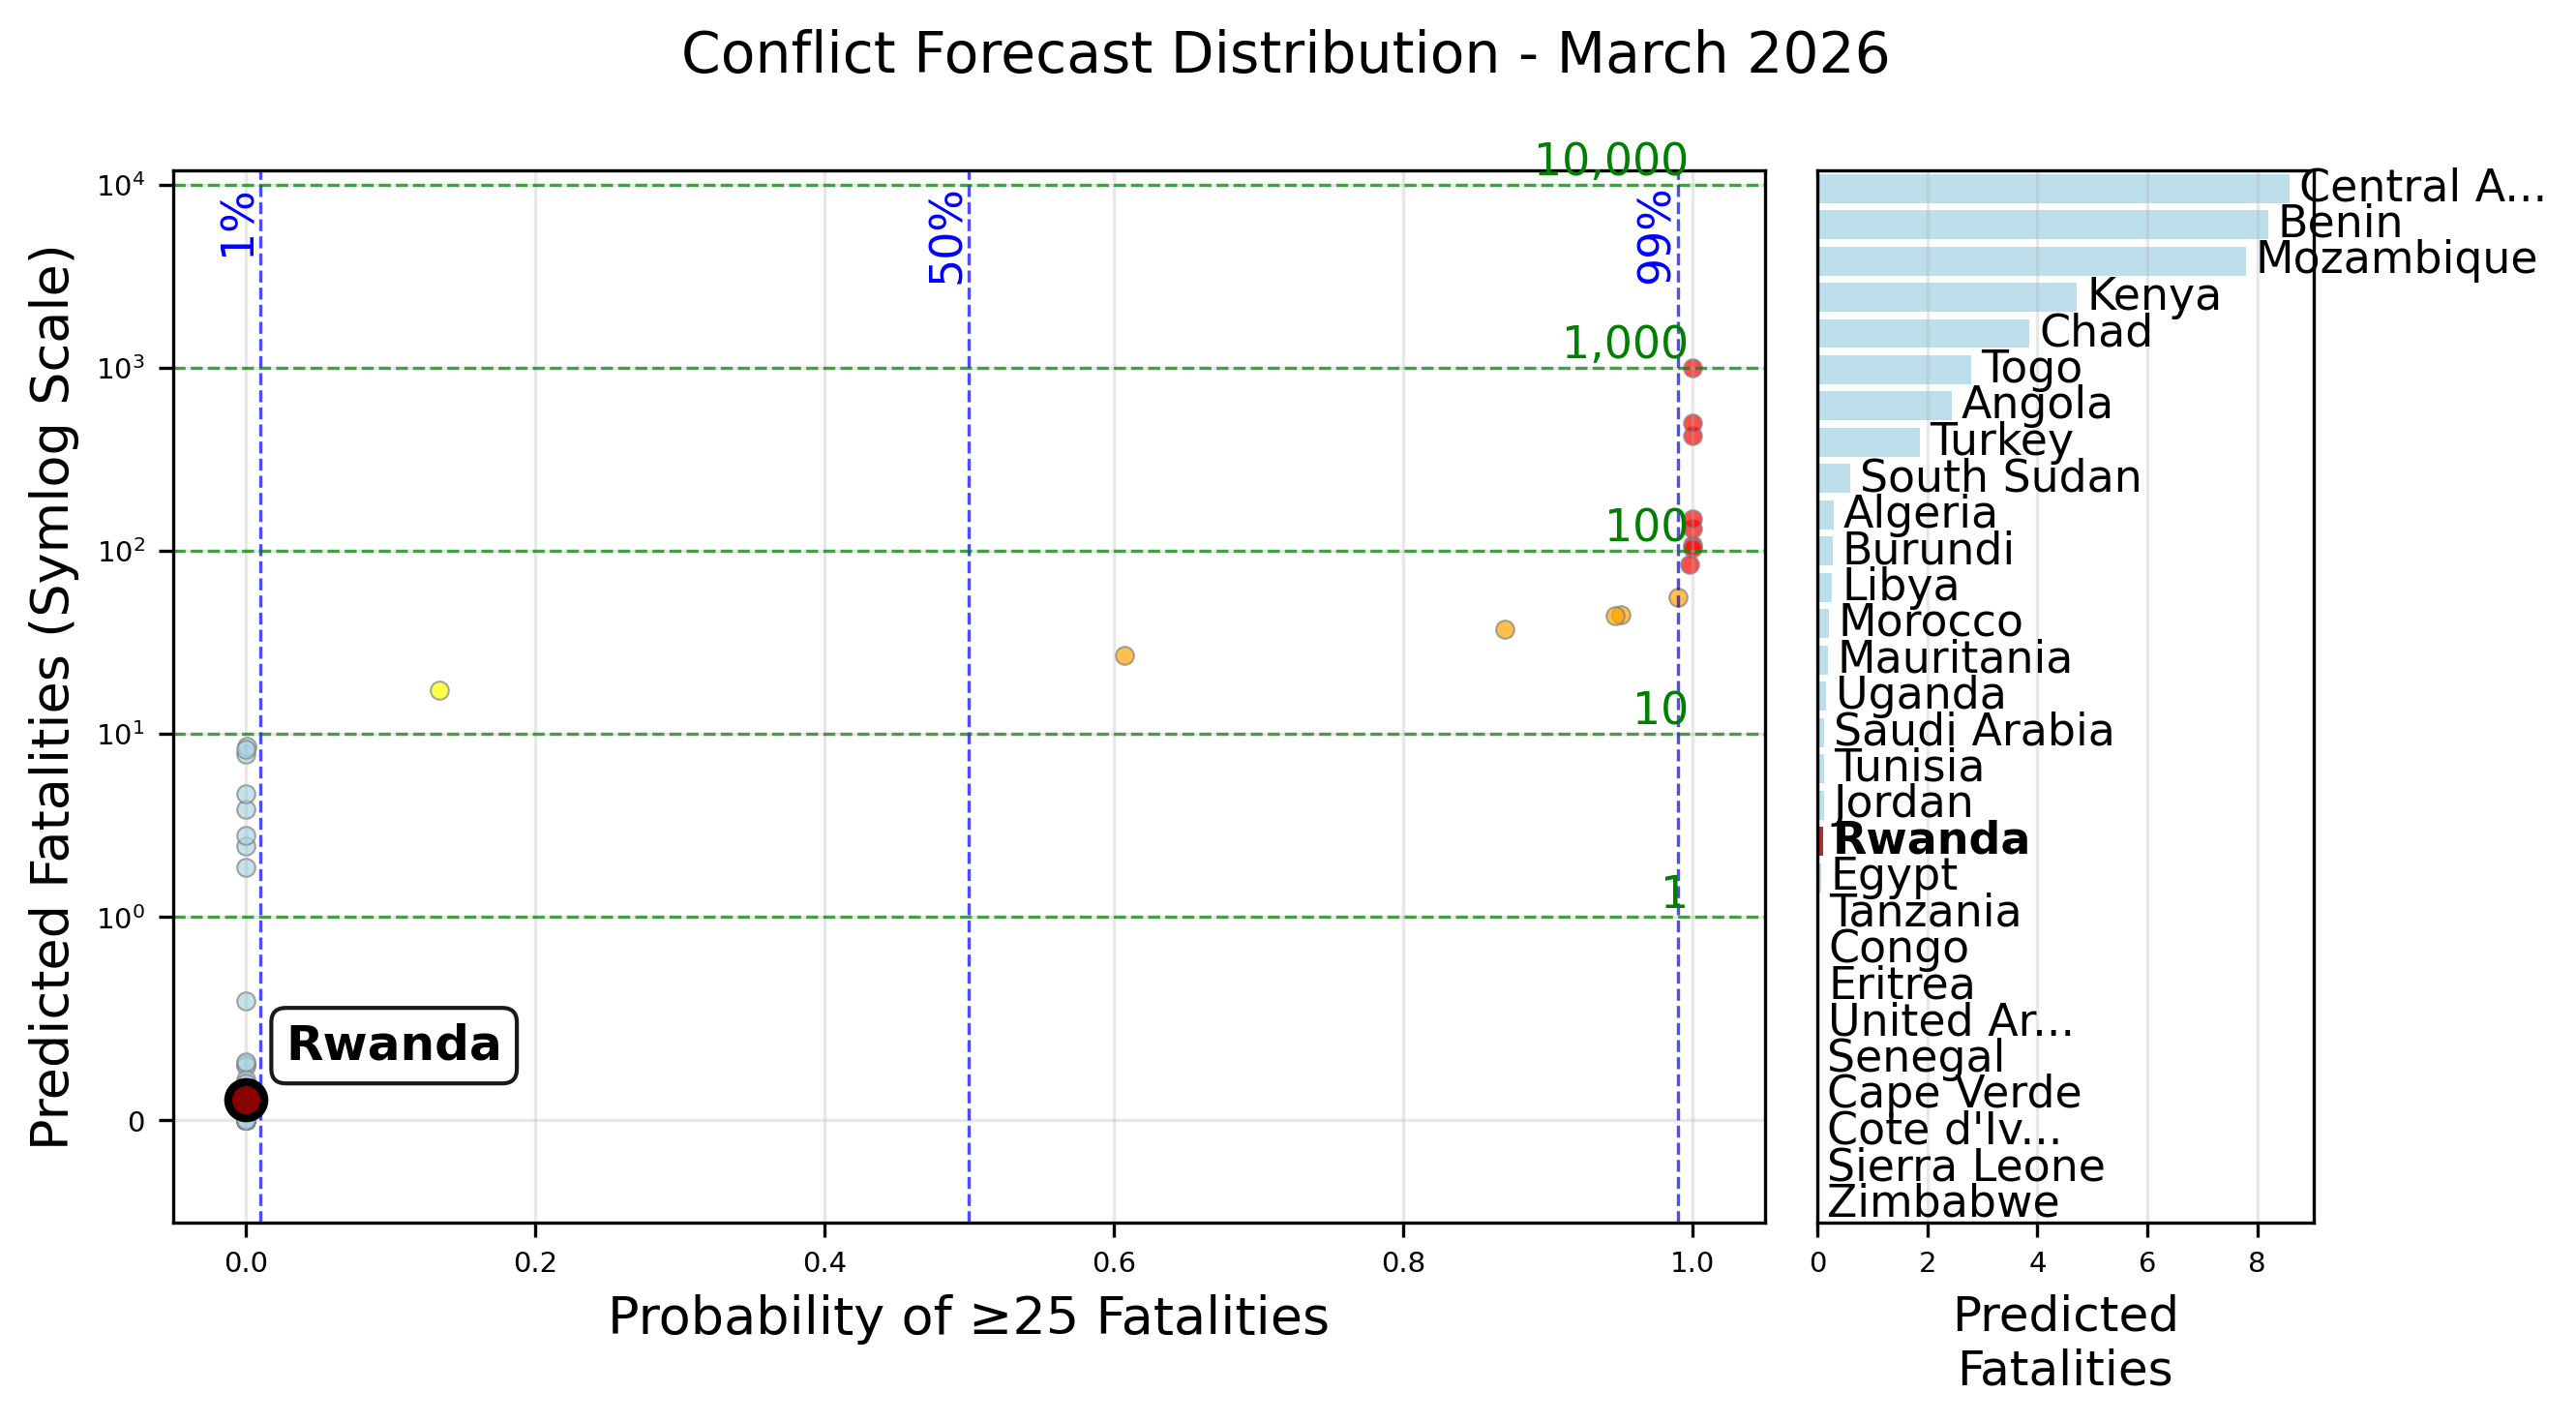 Conflict Forecast Distribution - March 2026
Predicted Fatalities (Symlog Scale)
10⁴
10³
10²
10¹
10⁰
0
1%
50%
99%
10,000
1,000
100
10
1
Rwanda
0.0
0.2
0.4
0.6
0.8
1.0
Probability of ≥25 Fatalities
Central A...
Benin
Mozambique
Kenya
Chad
Togo
Angola
Turkey
South Sudan
Algeria
Burundi
Libya
Morocco
Mauritania
Uganda
Saudi Arabia
Tunisia
Jordan
Rwanda
Egypt
Tanzania
Congo
Eritrea
United Ar...
Senegal
Cape Verde
Cote d'Iv...
Sierra Leone
Zimbabwe
0
2
4
6
8
Predicted
Fatalities